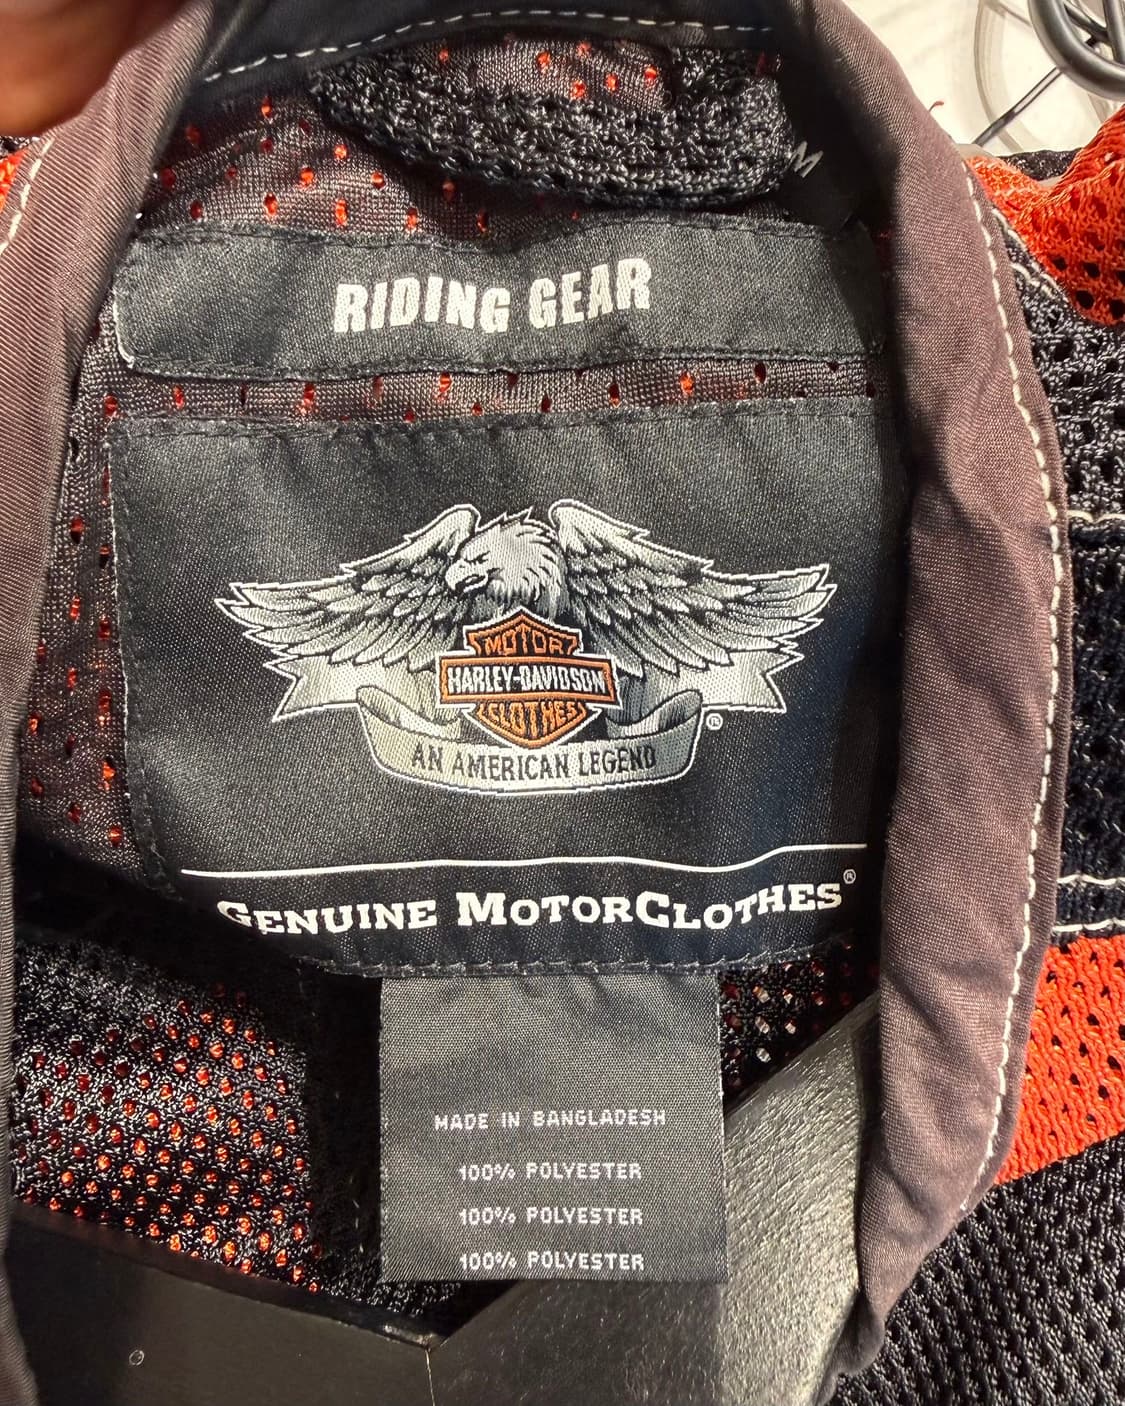 M
RIDING GEAR
MOTOR
HARLEY-DAVIDSON
CLOTHES
AN AMERICAN LEGEND ®
GENUINE MOTORCLOTHES®
MADE IN BANGLADESH
100% POLYESTER
100% POLYESTER
100% POLYESTER